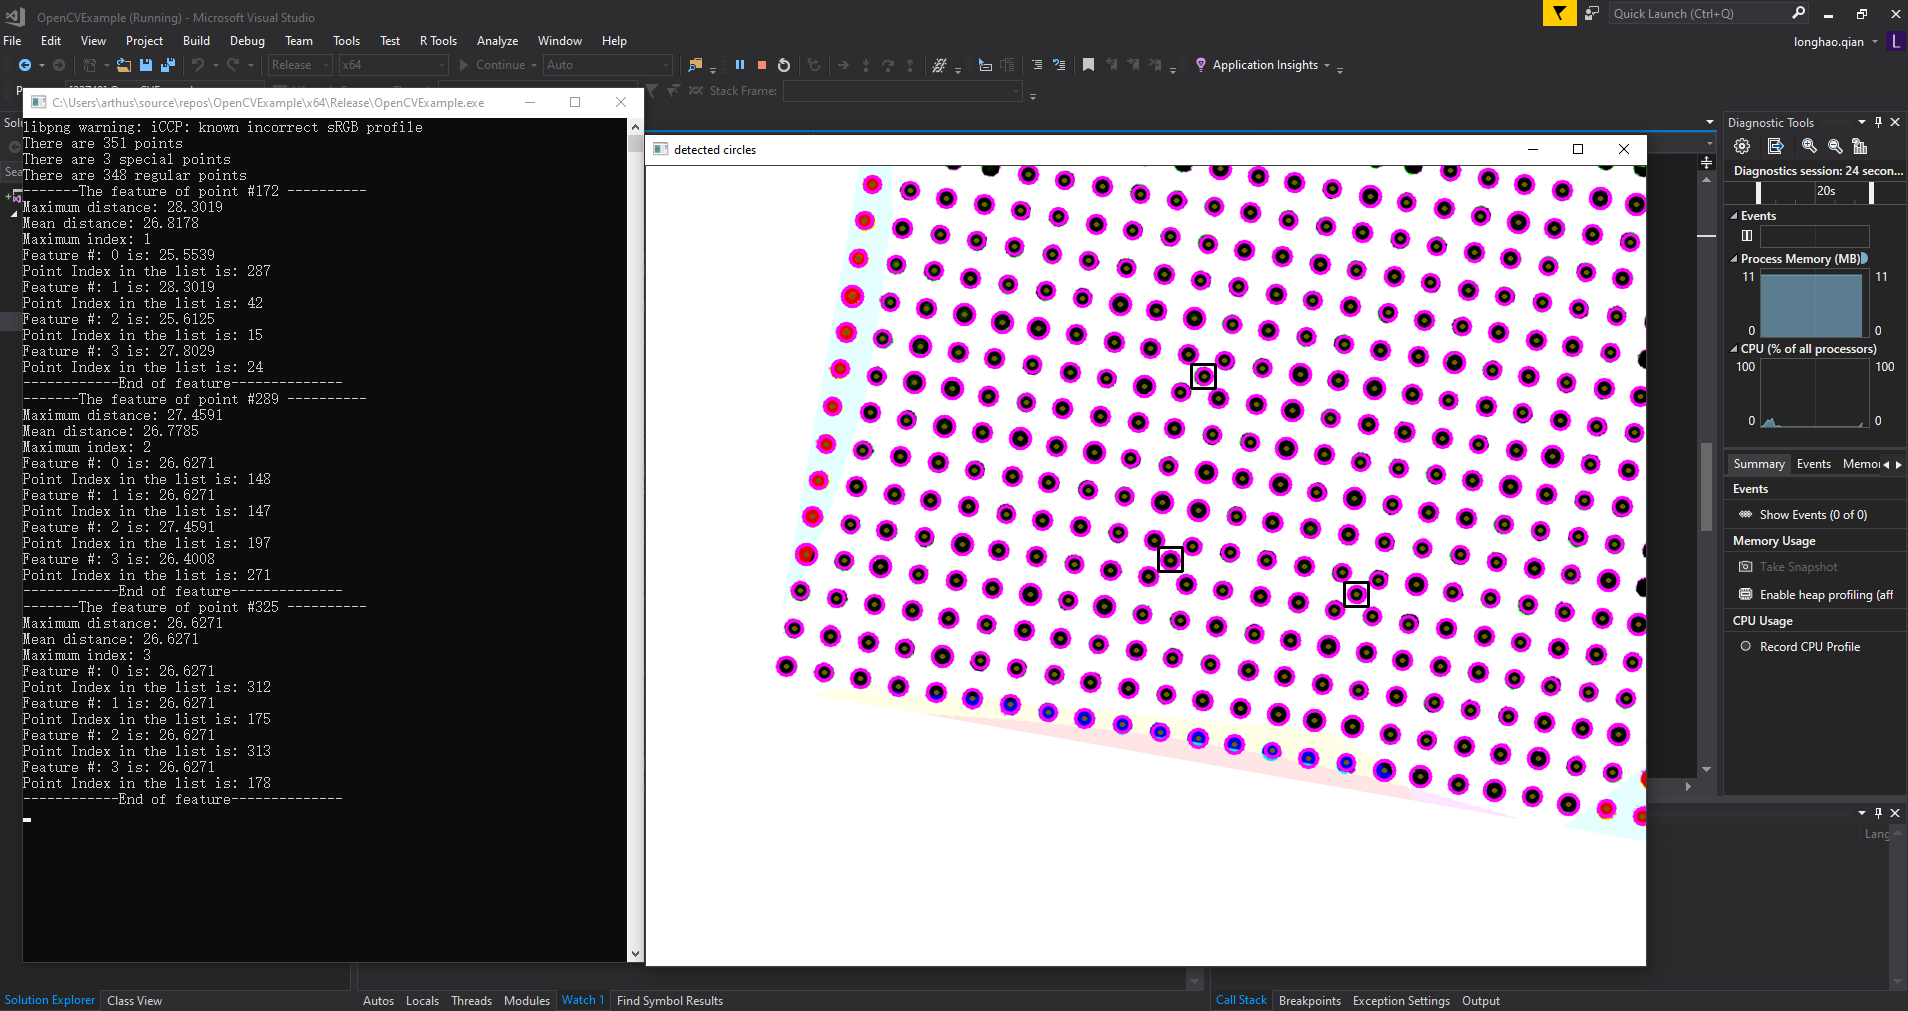 OpenCVExample (Running) - Microsoft Visual Studio
Quick Launch (Ctrl+Q)
File Edit View Project Build Debug Team Tools Test R Tools Analyze Window Help
longhao.qian L
Release x64 Continue Auto Application Insights
Stack Frame:
C:\Users\arthus\source\repos\OpenCVExample\x64\Release\OpenCVExample.exe
libpng warning: iCCP: known incorrect sRGB profile
There are 351 points
There are 3 special points
There are 348 regular points
-------The feature of point #172 ----------
Maximum distance: 28.3019
Mean distance: 26.8178
Maximum index: 1
Feature #: 0 is: 25.5539
Point Index in the list is: 287
Feature #: 1 is: 28.3019
Point Index in the list is: 42
Feature #: 2 is: 25.6125
Point Index in the list is: 15
Feature #: 3 is: 27.8029
Point Index in the list is: 24
------------End of feature--------------
-------The feature of point #289 ----------
Maximum distance: 27.4591
Mean distance: 26.7785
Maximum index: 2
Feature #: 0 is: 26.6271
Point Index in the list is: 148
Feature #: 1 is: 26.6271
Point Index in the list is: 147
Feature #: 2 is: 27.4591
Point Index in the list is: 197
Feature #: 3 is: 26.4008
Point Index in the list is: 271
------------End of feature--------------
-------The feature of point #325 ----------
Maximum distance: 26.6271
Mean distance: 26.6271
Maximum index: 3
Feature #: 0 is: 26.6271
Point Index in the list is: 312
Feature #: 1 is: 26.6271
Point Index in the list is: 175
Feature #: 2 is: 26.6271
Point Index in the list is: 313
Feature #: 3 is: 26.6271
Point Index in the list is: 178
------------End of feature--------------
detected circles
Diagnostic Tools
Diagnostics session: 24 secon...
20s
Events
Process Memory (MB)
11 11
0 0
CPU (% of all processors)
100 100
0 0
Summary Events Memor
Events
Show Events (0 of 0)
Memory Usage
Take Snapshot
Enable heap profiling (aff
CPU Usage
Record CPU Profile
Lang
Solution Explorer Class View
Autos Locals Threads Modules Watch 1 Find Symbol Results
Call Stack Breakpoints Exception Settings Output